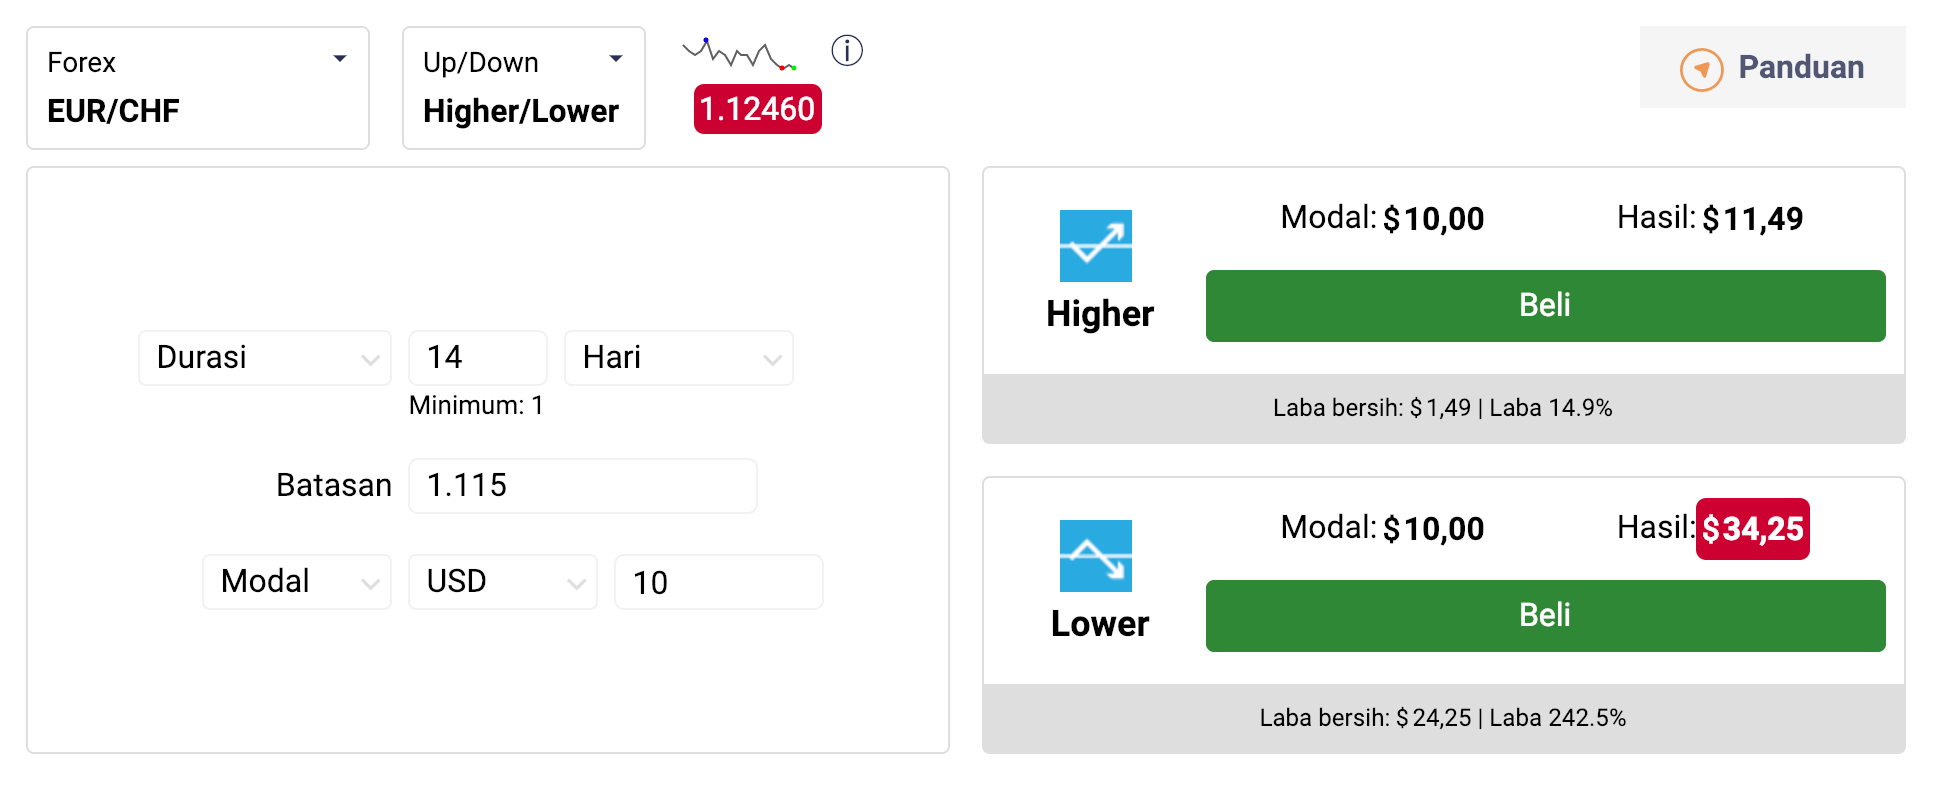 Forex
EUR/CHF
Up/Down
Higher/Lower
1.12460
Panduan
Durasi 14 Hari
Minimum: 1
Batasan 1.115
Modal USD 10
Modal: $10,00 Hasil: $11,49
Higher
Beli
Laba bersih: $1,49 | Laba 14.9%
Modal: $10,00 Hasil: $34,25
Lower
Beli
Laba bersih: $24,25 | Laba 242.5%